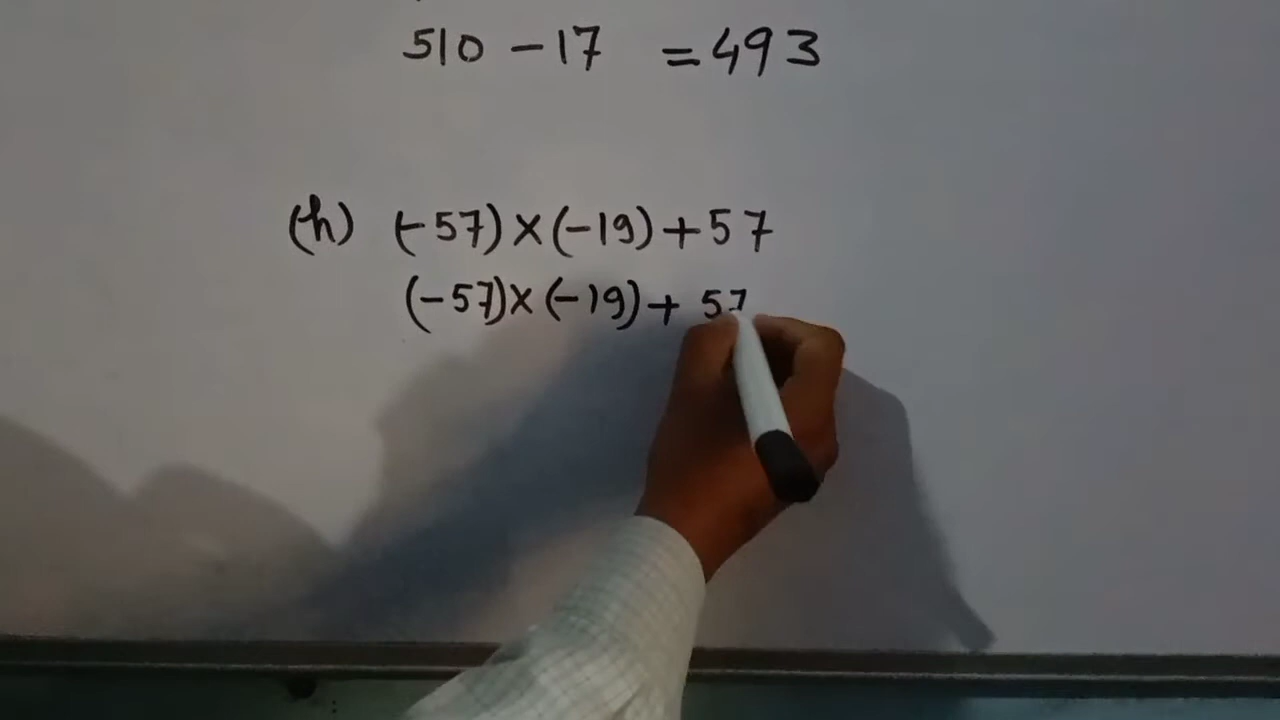 510 - 17 = 493
(h) (-57)×(-19)+57
(-57)×(-19)+ 57